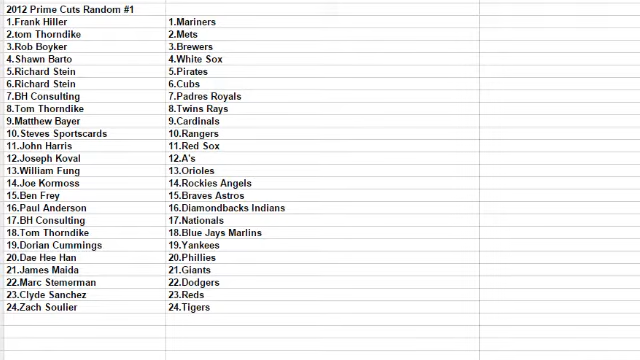 2012 Prime Cuts Random #1
1.Frank Hiller 1.Mariners
2.tom Thorndike 2.Mets
3.Rob Boyker 3.Brewers
4.Shawn Barto 4.White Sox
5.Richard Stein 5.Pirates
6.Richard Stein 6.Cubs
7.BH Consulting 7.Padres Royals
8.Tom Thorndike 8.Twins Rays
9.Matthew Bayer 9.Cardinals
10.Steves Sportscards 10.Rangers
11.John Harris 11.Red Sox
12.Joseph Koval 12.A's
13.William Fung 13.Orioles
14.Joe Kormoss 14.Rockies Angels
15.Ben Frey 15.Braves Astros
16.Paul Anderson 16.Diamondbacks Indians
17.BH Consulting 17.Nationals
18.Tom Thorndike 18.Blue Jays Marlins
19.Dorian Cummings 19.Yankees
20.Dae Hee Han 20.Phillies
21.James Maida 21.Giants
22.Marc Stemerman 22.Dodgers
23.Clyde Sanchez 23.Reds
24.Zach Soulier 24.Tigers